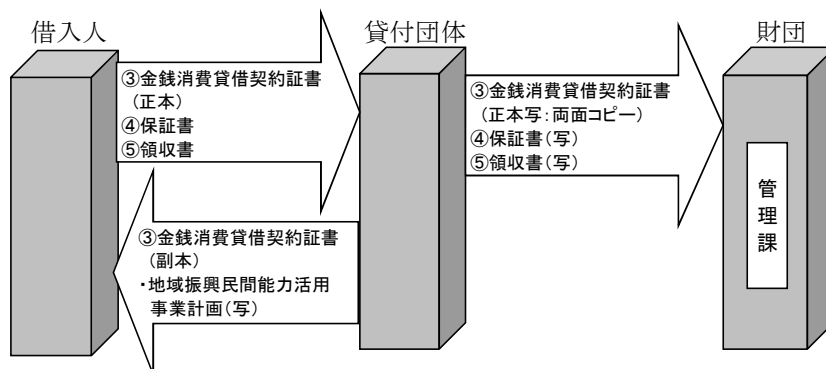 借入人
貸付団体
財団
③金銭消費貸借契約証書
(正本)
④保証書
⑤領収書
③金銭消費貸借契約証書
(正本写:両面コピー)
④保証書(写)
⑤領収書(写)
管理課
③金銭消費貸借契約証書
(副本)
・地域振興民間能力活用
事業計画(写)